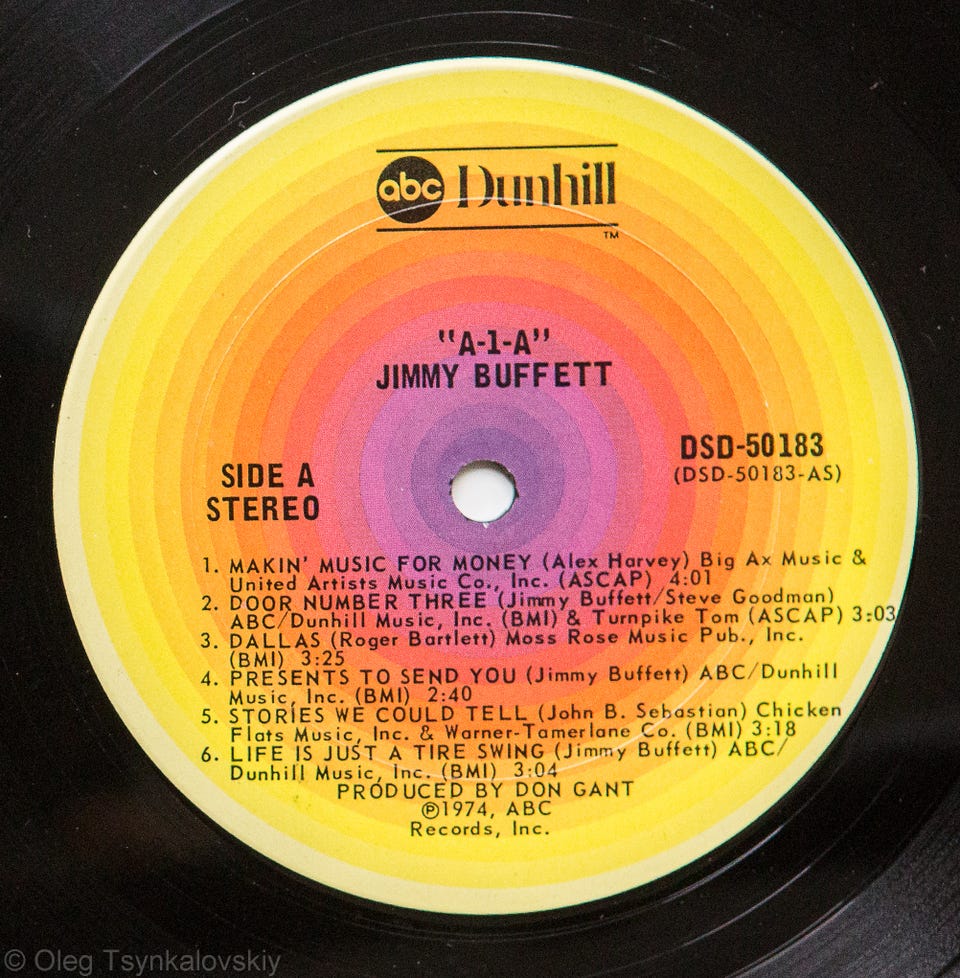 abc Dunhill
TM
"A-1-A"
JIMMY BUFFETT
DSD-50183
(DSD-50183-AS)
SIDE A
STEREO
1. MAKIN' MUSIC FOR MONEY (Alex Harvey) Big Ax Music &
United Artists Music Co., Inc. (ASCAP) 4:01
2. DOOR NUMBER THREE (Jimmy Buffett/Steve Goodman)
ABC/Dunhill Music, Inc. (BMI) & Turnpike Tom (ASCAP) 3:03
3. DALLAS (Roger Bartlett) Moss Rose Music Pub., Inc.
(BMI) 3:25
4. PRESENTS TO SEND YOU (Jimmy Buffett) ABC/Dunhill
Music, Inc. (BMI) 2:40
5. STORIES WE COULD TELL (John B. Sebastian) Chicken
Flats Music, Inc. & Warner-Tamerlane Co. (BMI) 3:18
6. LIFE IS JUST A TIRE SWING (Jimmy Buffett) ABC/
Dunhill Music, Inc. (BMI) 3:04
PRODUCED BY DON GANT
℗1974, ABC
Records, Inc.
© Oleg Tsynkalovskiy